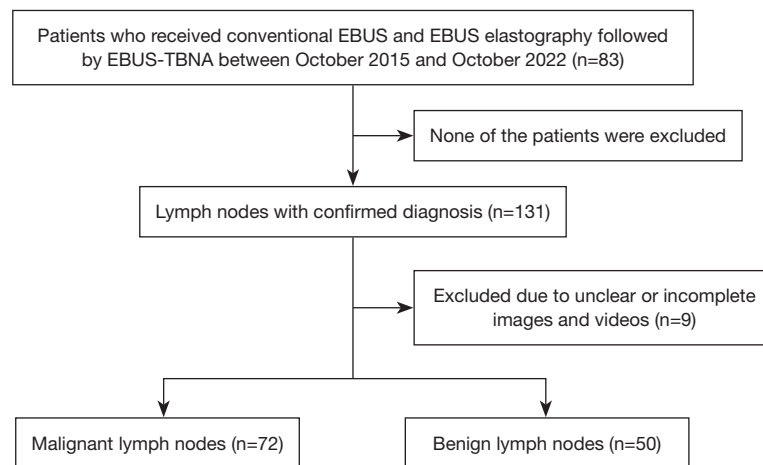 Patients who received conventional EBUS and EBUS elastography followed
by EBUS-TBNA between October 2015 and October 2022 (n=83)
None of the patients were excluded
Lymph nodes with confirmed diagnosis (n=131)
Excluded due to unclear or incomplete
images and videos (n=9)
Malignant lymph nodes (n=72)
Benign lymph nodes (n=50)